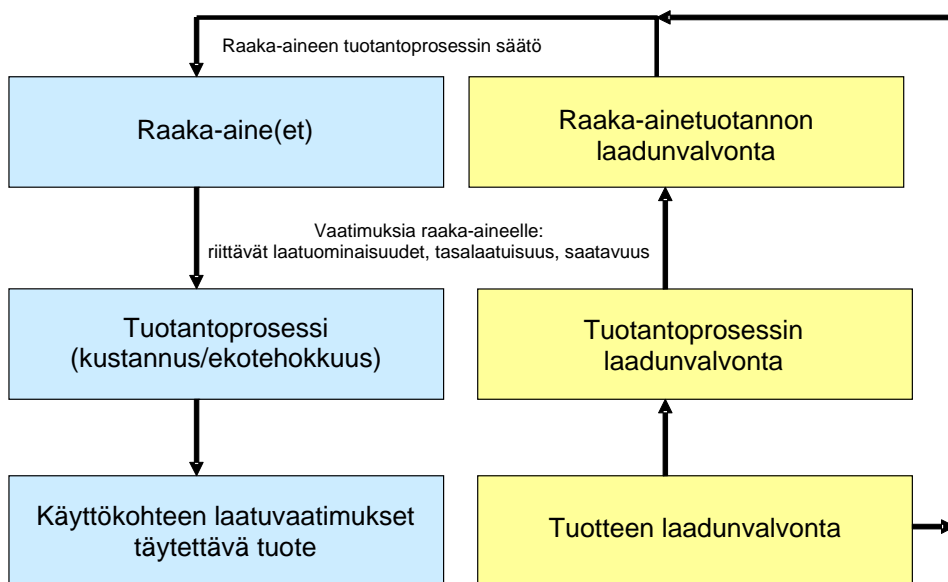 Raaka-aineen tuotantoprosessin säätö
Raaka-aine(et)
Raaka-ainetuotannon
laadunvalvonta
Vaatimuksia raaka-aineelle:
riittävät laatuominaisuudet, tasalaatuisuus, saatavuus
Tuotantoprosessi
(kustannus/ekotehokkuus)
Tuotantoprosessin
laadunvalvonta
Käyttökohteen laatuvaatimukset
täytettävä tuote
Tuotteen laadunvalvonta